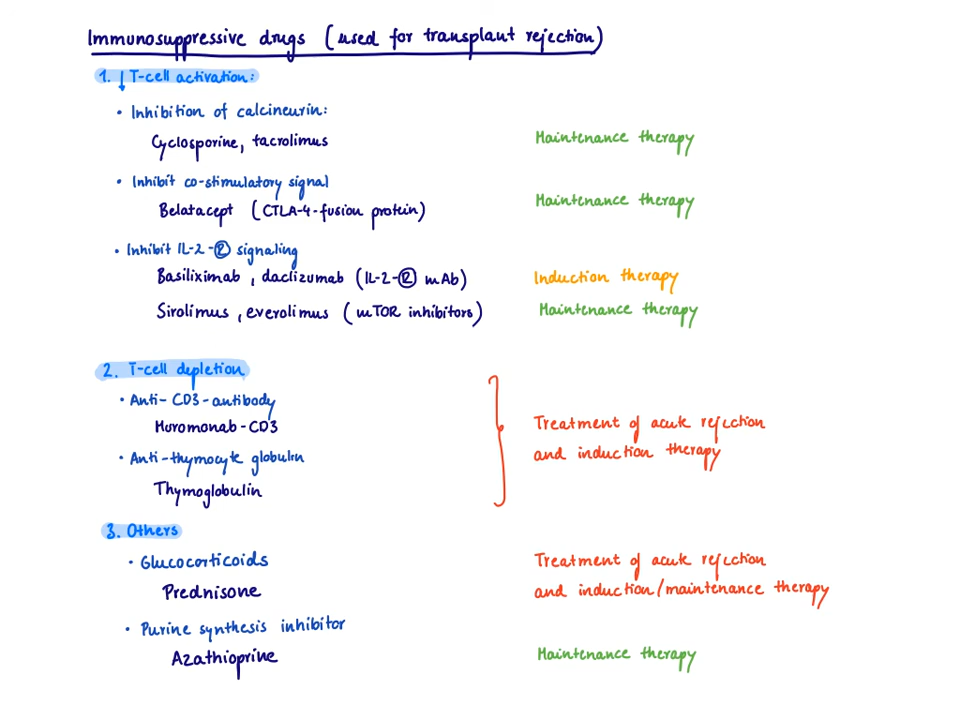 Immunosuppressive drugs (used for transplant rejection)
1. ↓ T-cell activation:
• Inhibition of calcineurin:
Cyclosporine, tacrolimus Maintenance therapy
• Inhibit co-stimulatory signal
Belatacept (CTLA-4-fusion protein) Maintenance therapy
• Inhibit IL-2-Ⓡ signaling
Basiliximab, daclizumab (IL-2-Ⓡ mAb) Induction therapy
Sirolimus, everolimus (mTOR inhibitors) Maintenance therapy
2. T-cell depletion
• Anti-CD3-antibody
Muromonab-CD3
• Anti-thymocyte globulin
Thymoglobulin
Treatment of acute rejection
and induction therapy
3. Others
• Glucocorticoids
Prednisone
Treatment of acute rejection
and induction/maintenance therapy
• Purine synthesis inhibitor
Azathioprine Maintenance therapy